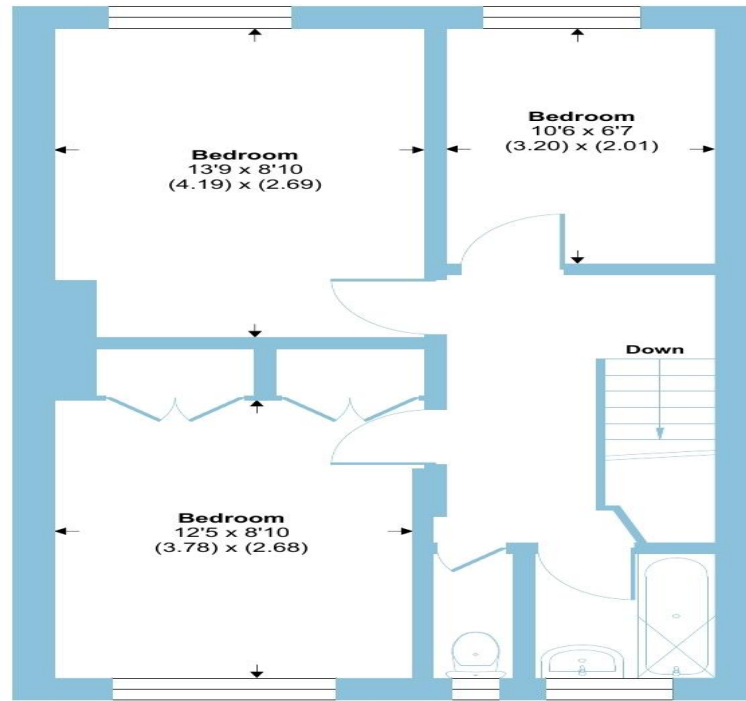 Bedroom
13'9 x 8'10
(4.19) x (2.69)
Bedroom
10'6 x 6'7
(3.20) x (2.01)
Down
Bedroom
12'5 x 8'10
(3.78) x (2.68)